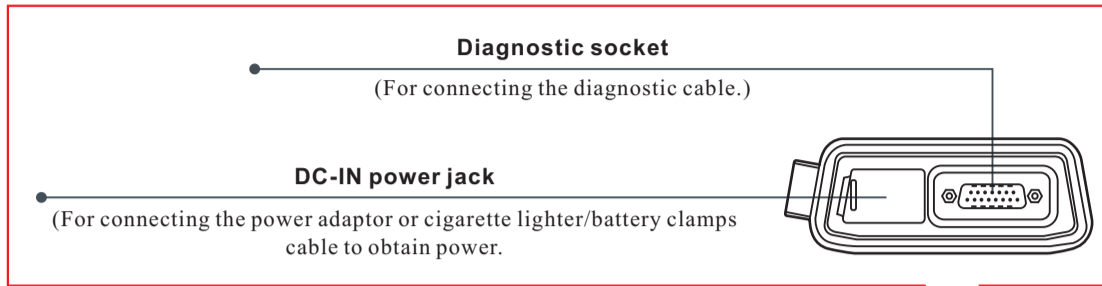 Diagnostic socket
(For connecting the diagnostic cable.)
DC-IN power jack
(For connecting the power adaptor or cigarette lighter/battery clamps
cable to obtain power.